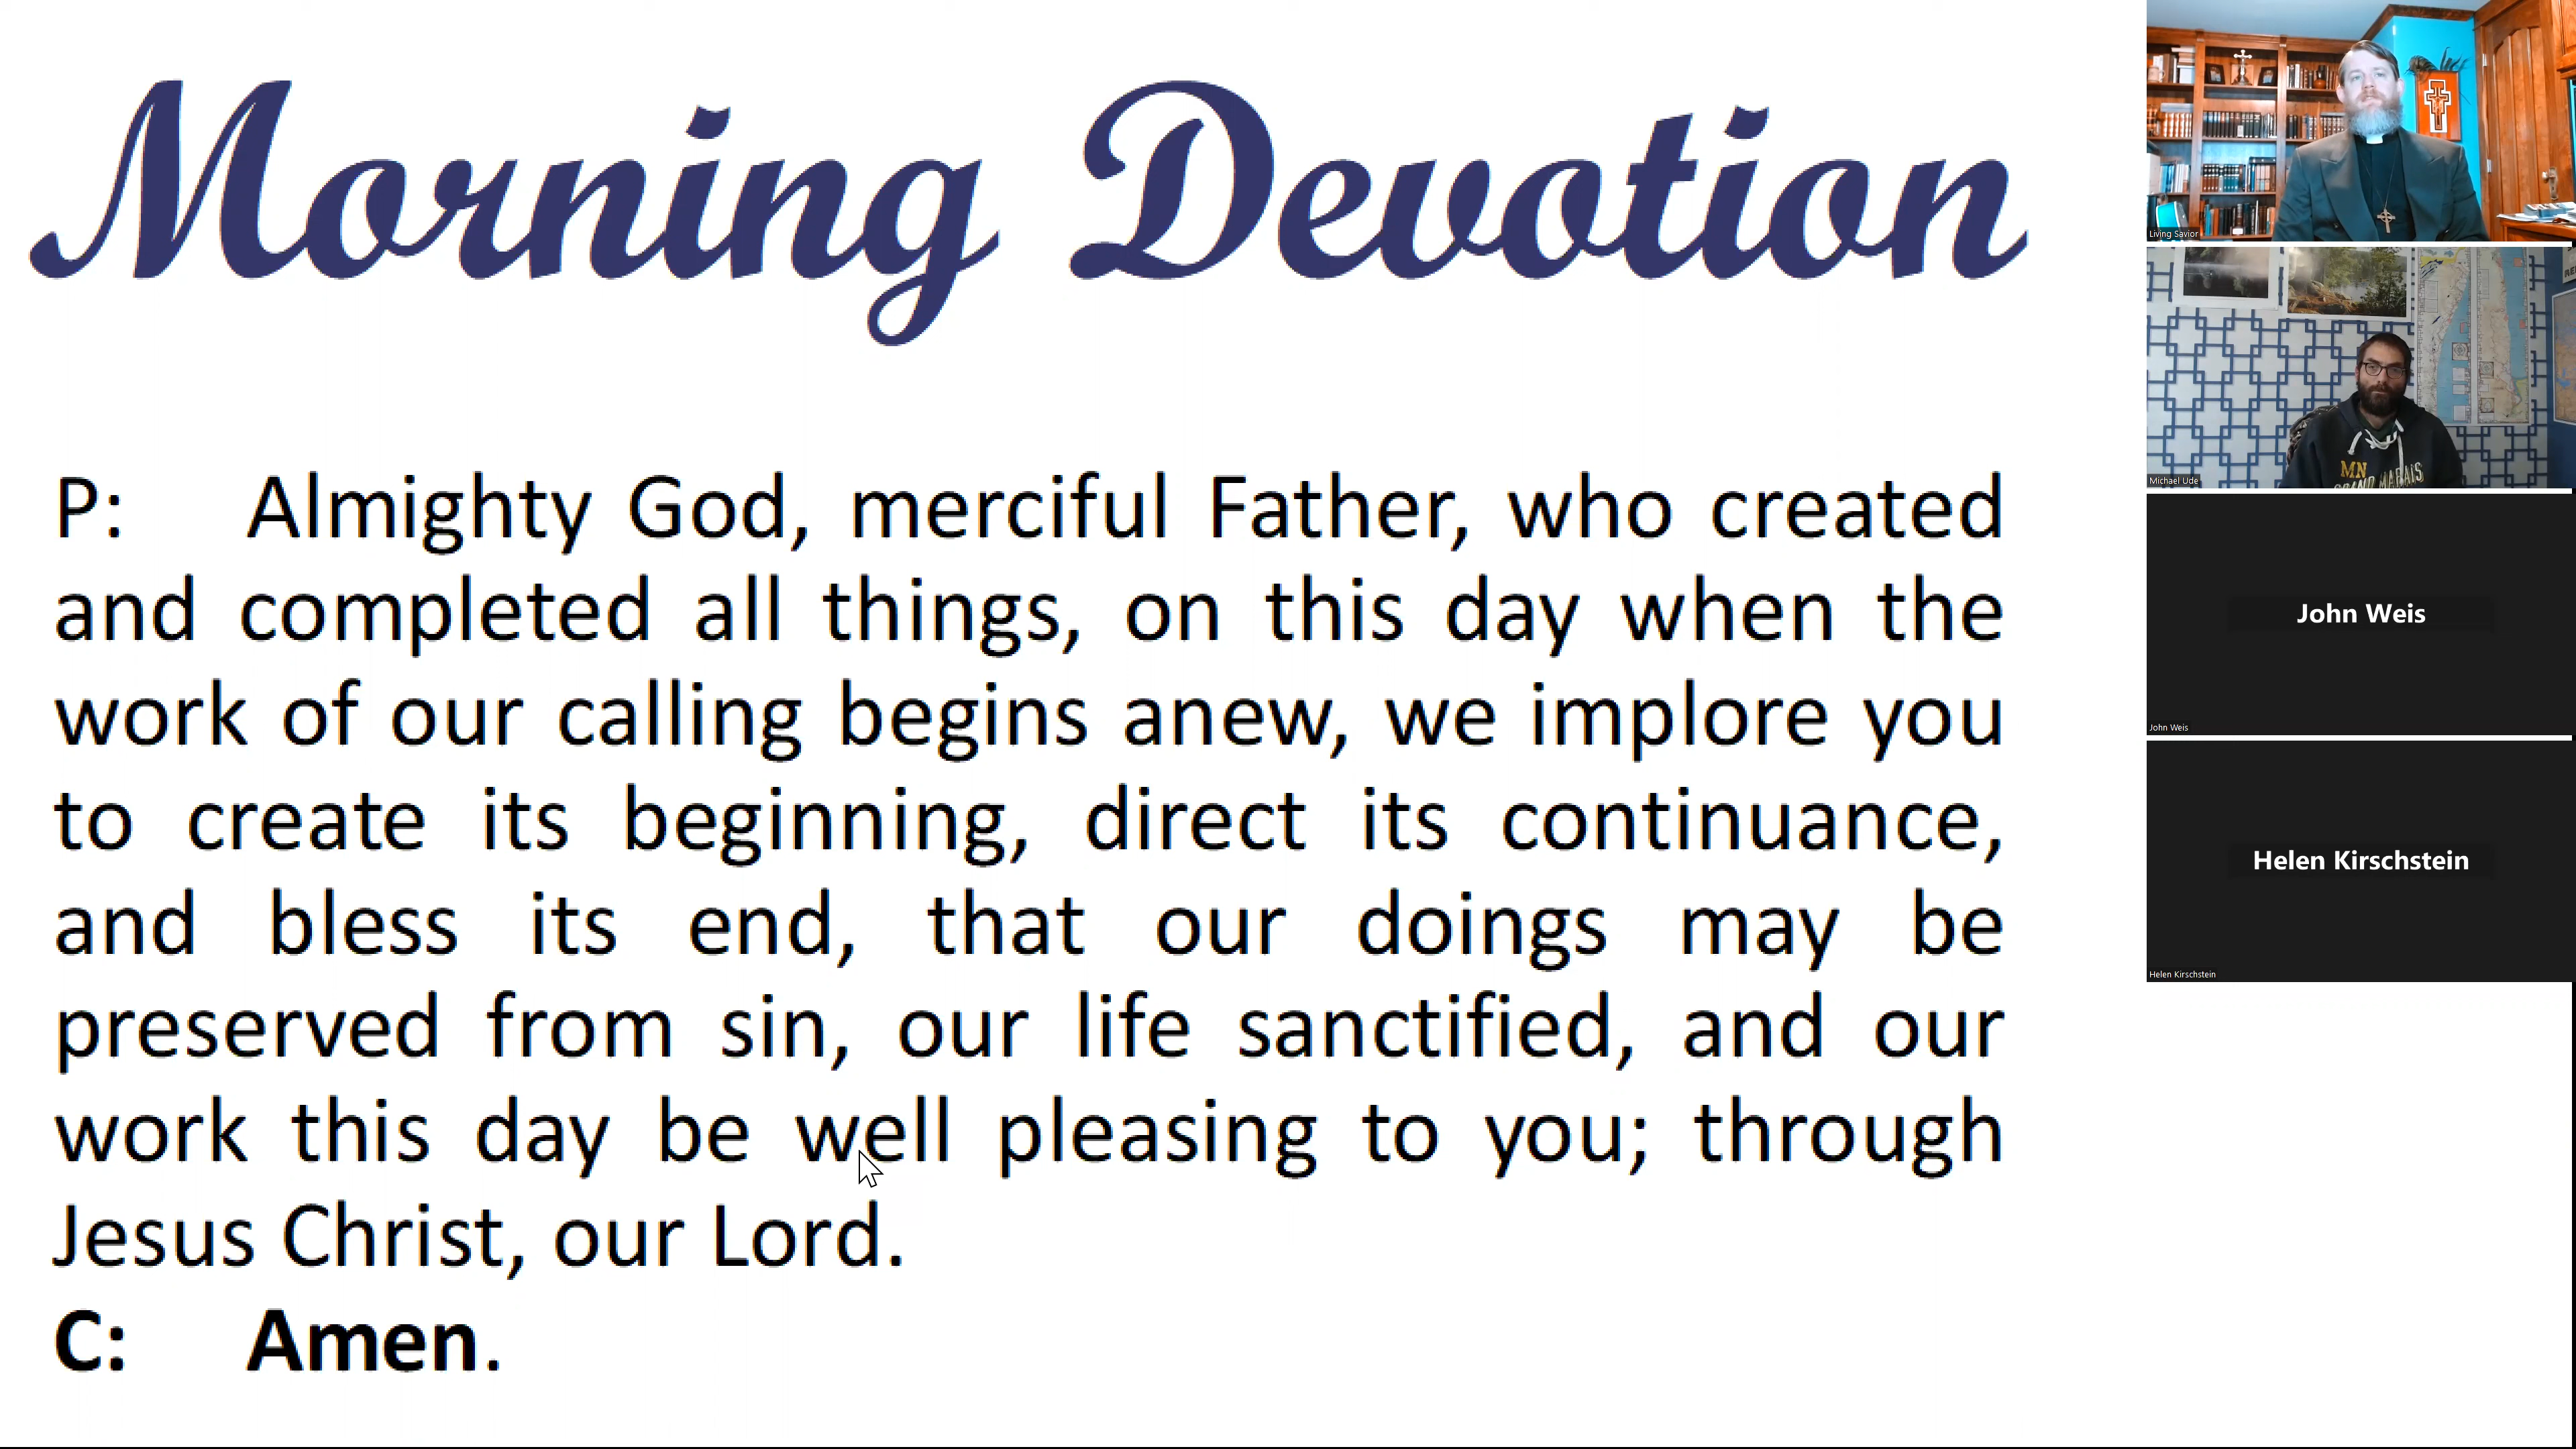 Morning Devotion
P: Almighty God, merciful Father, who created
and completed all things, on this day when the
work of our calling begins anew, we implore you
to create its beginning, direct its continuance,
and bless its end, that our doings may be
preserved from sin, our life sanctified, and our
work this day be well pleasing to you; through
Jesus Christ, our Lord.
C: Amen.
Living Savior
MN
GRAND MARAIS
Michael Ude
John Weis
John Weis
Helen Kirschstein
Helen Kirschstein